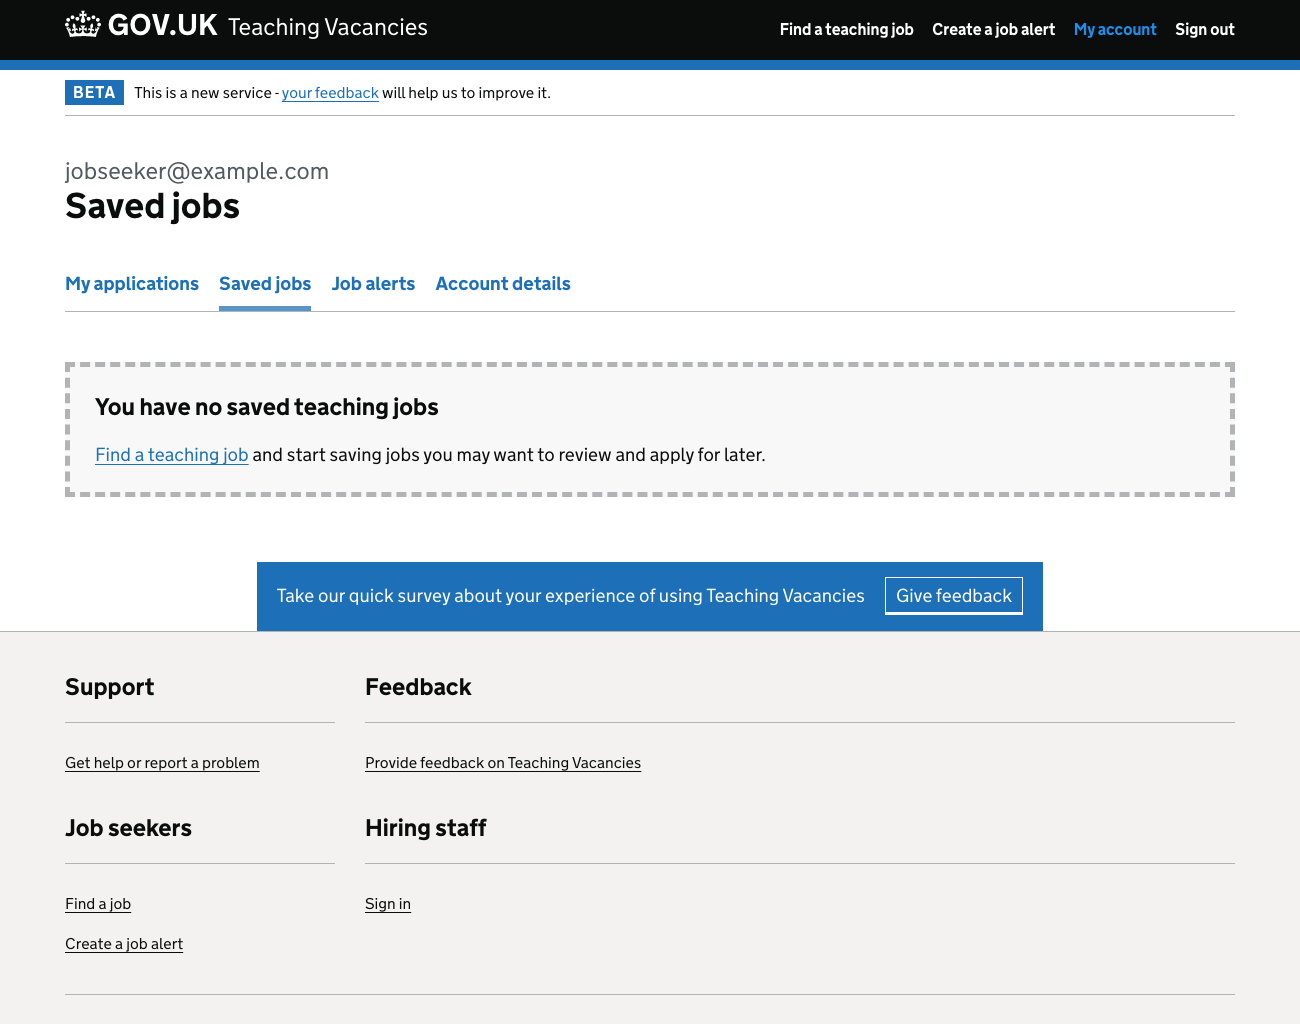 GOV.UK Teaching Vacancies
Find a teaching job Create a job alert My account Sign out
BETA This is a new service - your feedback will help us to improve it.
jobseeker@example.com
Saved jobs
My applications Saved jobs Job alerts Account details
You have no saved teaching jobs
Find a teaching job and start saving jobs you may want to review and apply for later.
Take our quick survey about your experience of using Teaching Vacancies Give feedback
Support Feedback
Get help or report a problem Provide feedback on Teaching Vacancies
Job seekers Hiring staff
Find a job Sign in
Create a job alert